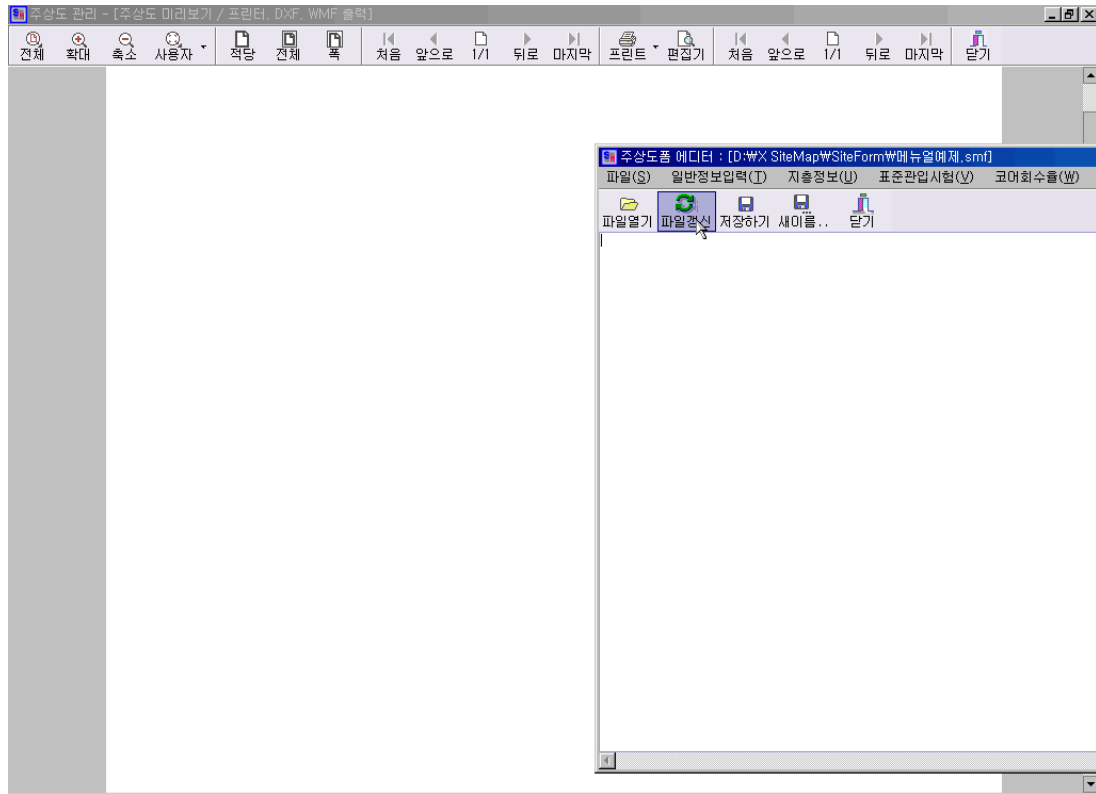 주상도 관리 - [주상도 미리보기 / 프린터, DXF, WMF 출력]
전체 확대 축소 사용자 적당 전체 폭 처음 앞으로 1/1 뒤로 마지막 프린트 편집기 처음 앞으로 1/1 뒤로 마지막 닫기
주상도폼 에디터 : [D:₩X SiteMap₩SiteForm₩메뉴얼예제.smf]
파일(S) 일반정보입력(T) 지층정보(U) 표준관입시험(V) 코어회수율(W)
파일열기 파일갱신 저장하기 새이름.. 닫기